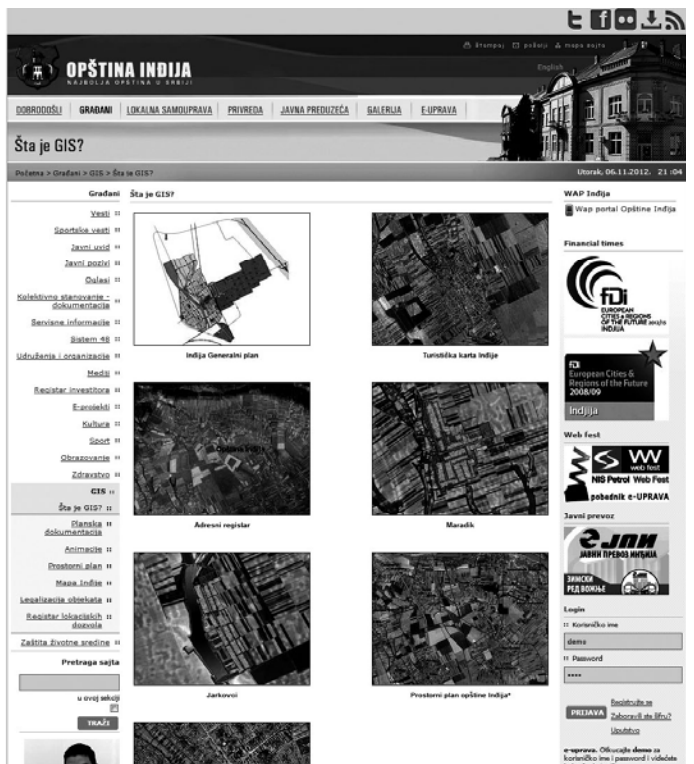 štampaj pošalji mapa sajta
English
OPŠTINA INĐIJA
NAJBOLJA OPŠTINA U SRBIJI
DOBRODOŠLI GRAĐANI LOKALNA SAMOUPRAVA PRIVREDA JAVNA PREDUZEĆA GALERIJA E-UPRAVA
Šta je GIS?
Početna > Građani > GIS > Šta je GIS?
Utorak, 06.11.2012. 21:04
Građani
Vesti
Sportske vesti
Javni uvid
Javni pozivi
Oglasi
Kolektivno stanovanje -
dokumentacija
Servisne informacije
Sistem 48
Udruženja i organizacije
Mediji
Registar investitora
E-projekti
Kultura
Sport
Obrazovanje
Zdravstvo
GIS
Šta je GIS?
Planska
dokumentacija
Animacije
Prostorni plan
Mapa Inđije
Legalizacija objekata
Registar lokacijskih
dozvola
Zaštita životne sredine
Pretraga sajta
u ovoj sekciji
TRAŽI
Šta je GIS?
Inđija Generalni plan
Turistička karta Inđije
Adresni registar
Maradik
Jarkovci
Prostorni plan opštine Inđija*
WAP Inđija
Wap portal Opštine Inđija
Financial times
fDi
EUROPEAN
CITIES & REGIONS
OF THE FUTURE 2012/13
INDJIJA
fDi
European Cities &
Regions of the Future
2008/09
Indjija
Web fest
NIS VW
web fest
NIS Petrol Web Fest
pobednik e-UPRAVA
Javni prevoz
ЈПИ
ЈАВНИ ПРЕВОЗ ИНЂИЈА
ЗИМСКИ
РЕД ВОЖЊЕ
Login
Korisničko ime
demo
Password
****
PRIJAVA
Registrujte se
Zaboravili ste šifru?
Uputstvo
e-uprava. Otkucajte demo za
korisničko ime i password i videćete